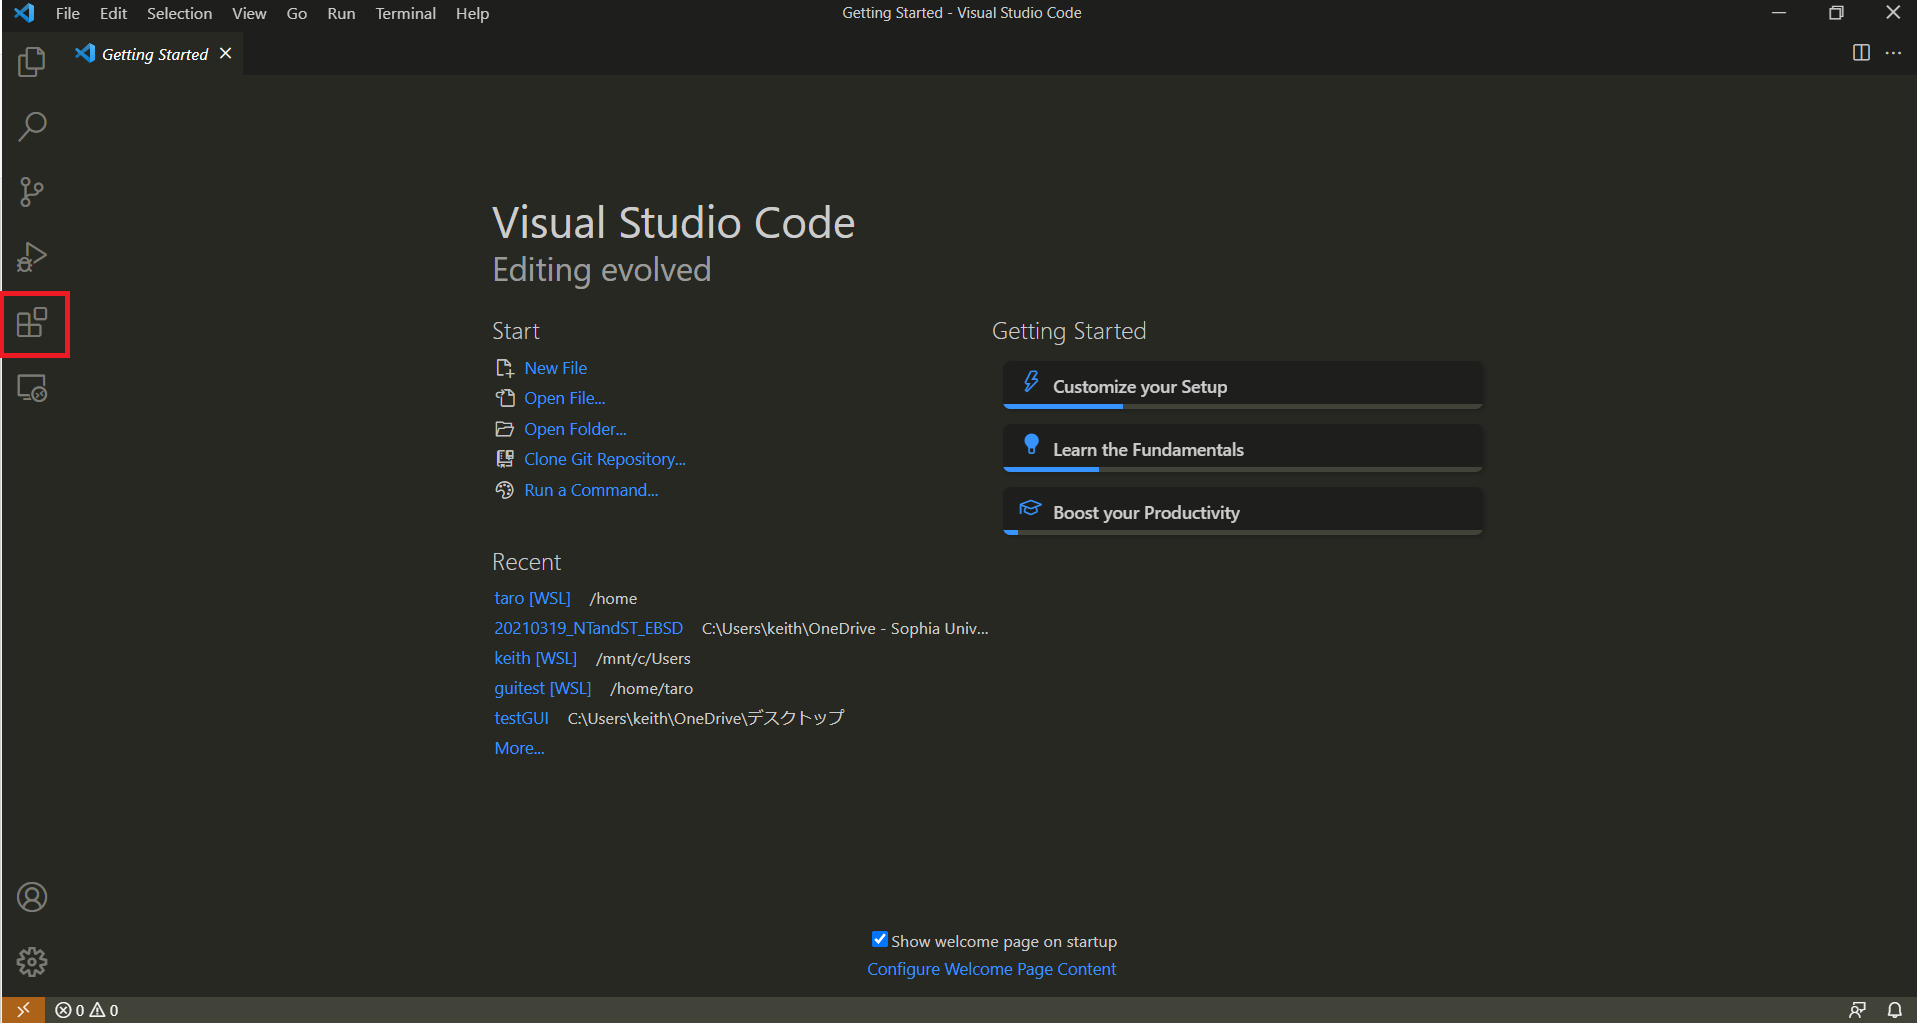 File Edit Selection View Go Run Terminal Help
Getting Started - Visual Studio Code
Getting Started
Visual Studio Code
Editing evolved
Start
New File
Open File...
Open Folder...
Clone Git Repository...
Run a Command...
Recent
taro [WSL] /home
20210319_NTandST_EBSD C:\Users\keith\OneDrive - Sophia Univ...
keith [WSL] /mnt/c/Users
guitest [WSL] /home/taro
testGUI C:\Users\keith\OneDrive\デスクトップ
More...
Getting Started
Customize your Setup
Learn the Fundamentals
Boost your Productivity
Show welcome page on startup
Configure Welcome Page Content
0 0